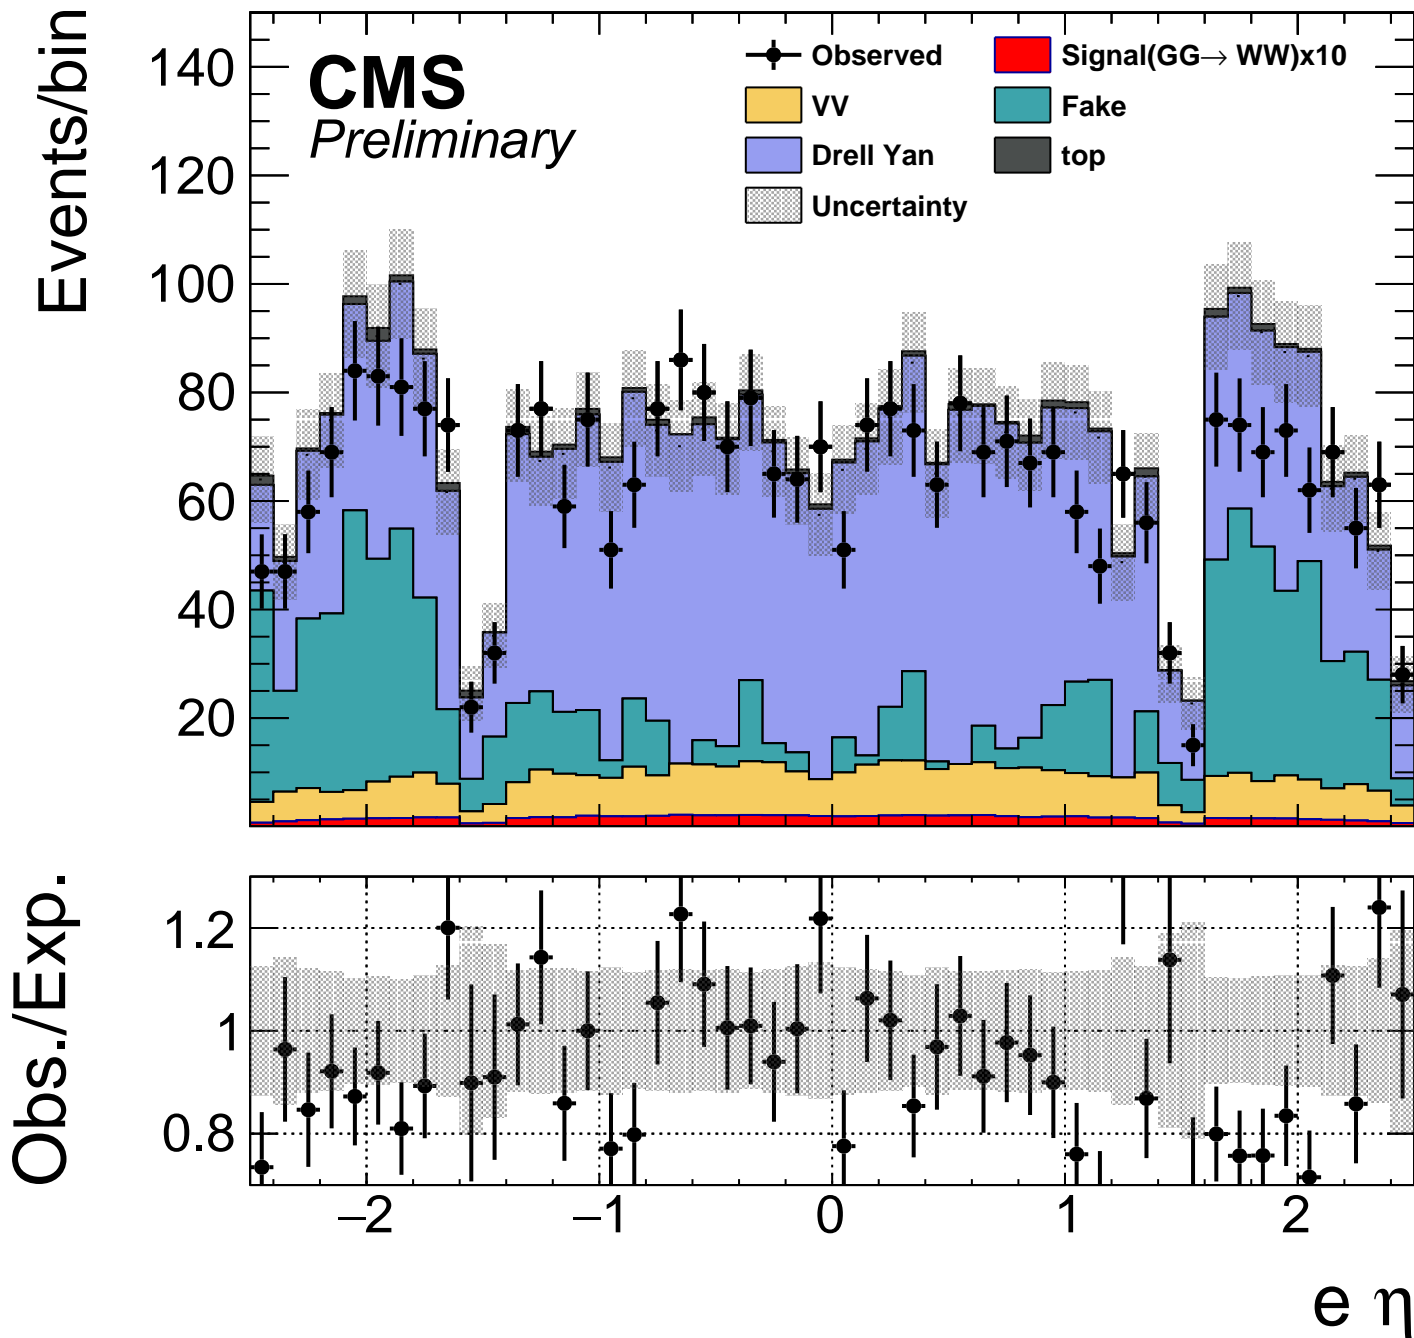 Events/bin
140
120
100
80
60
40
20
CMS
Preliminary
Observed
Signal(GG→ WW)x10
VV
Fake
Drell Yan
top
Uncertainty
Obs./Exp.
1.2
1
0.8
−2 −1 0 1 2
e η